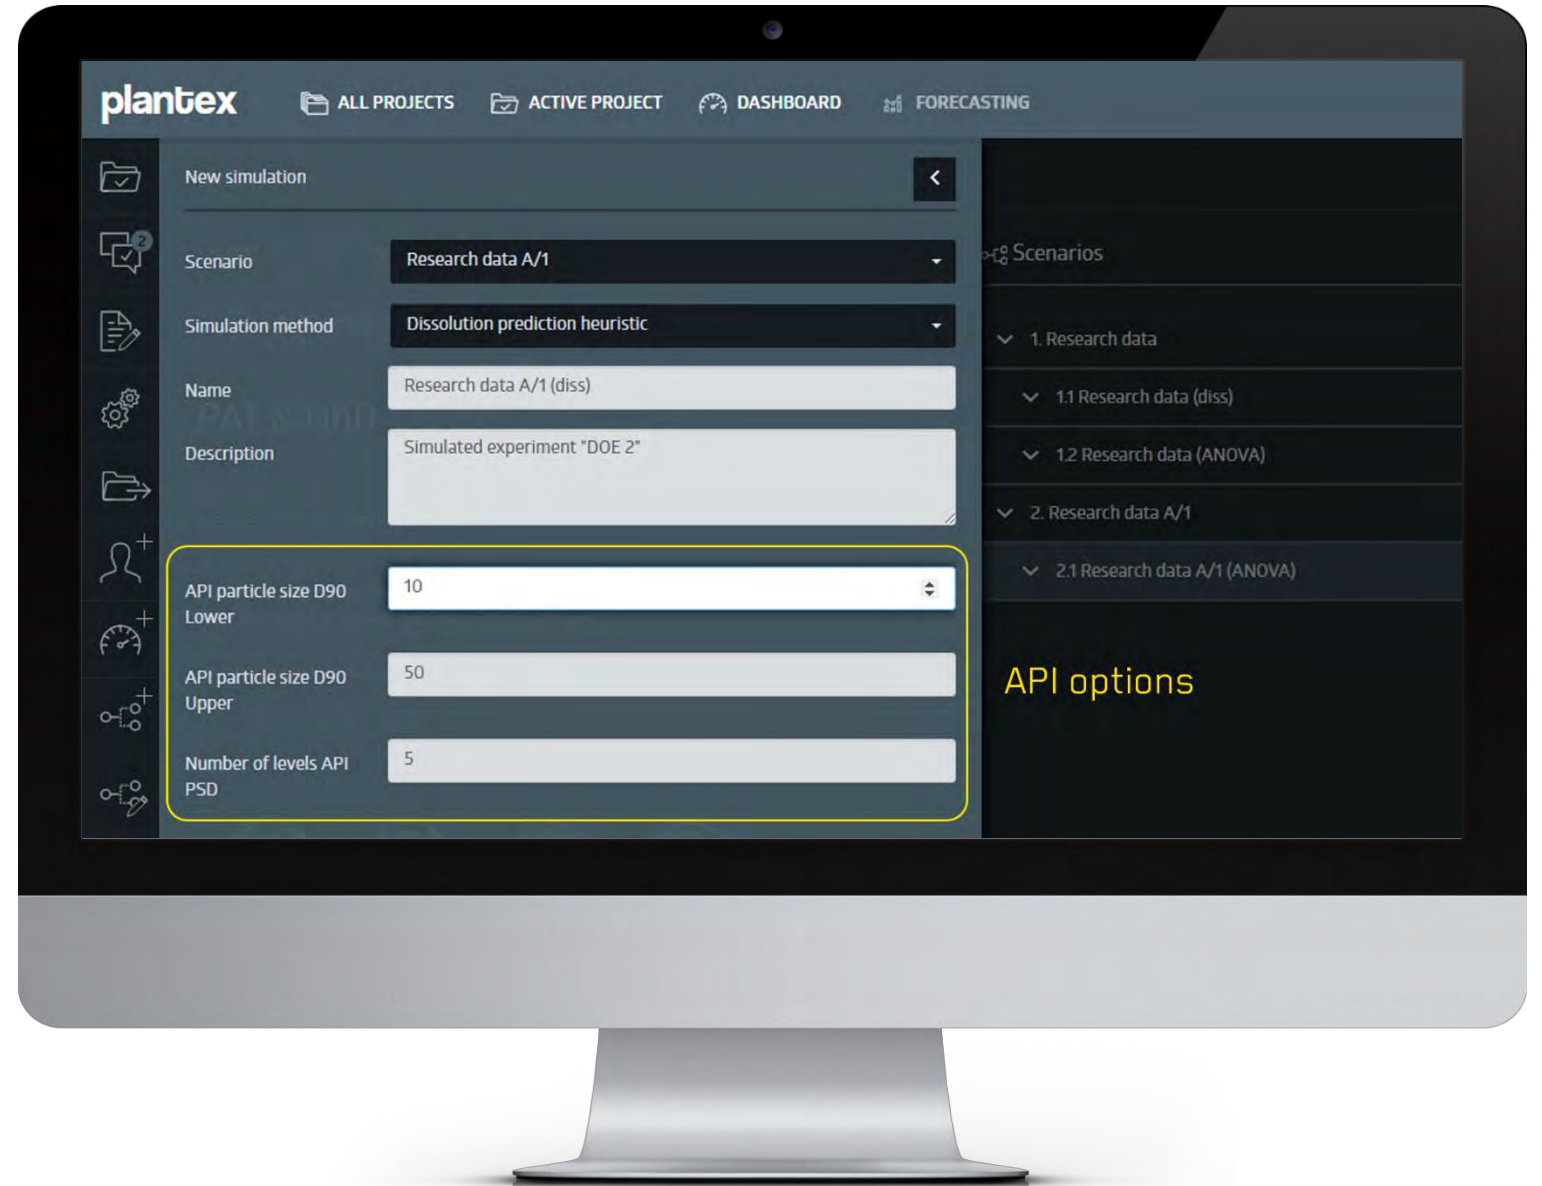 plantex
ALL PROJECTS
ACTIVE PROJECT
DASHBOARD
FORECASTING
New simulation
2
Scenario
Research data A/1
Simulation method
Dissolution prediction heuristic
Name
Research data A/1 (diss)
Description
Simulated experiment "DOE 2"
API particle size D90
Lower
10
API particle size D90
Upper
50
Number of levels API
PSD
5
Scenarios
1. Research data
1.1 Research data (diss)
1.2 Research data (ANOVA)
2. Research data A/1
2.1 Research data A/1 (ANOVA)
API options